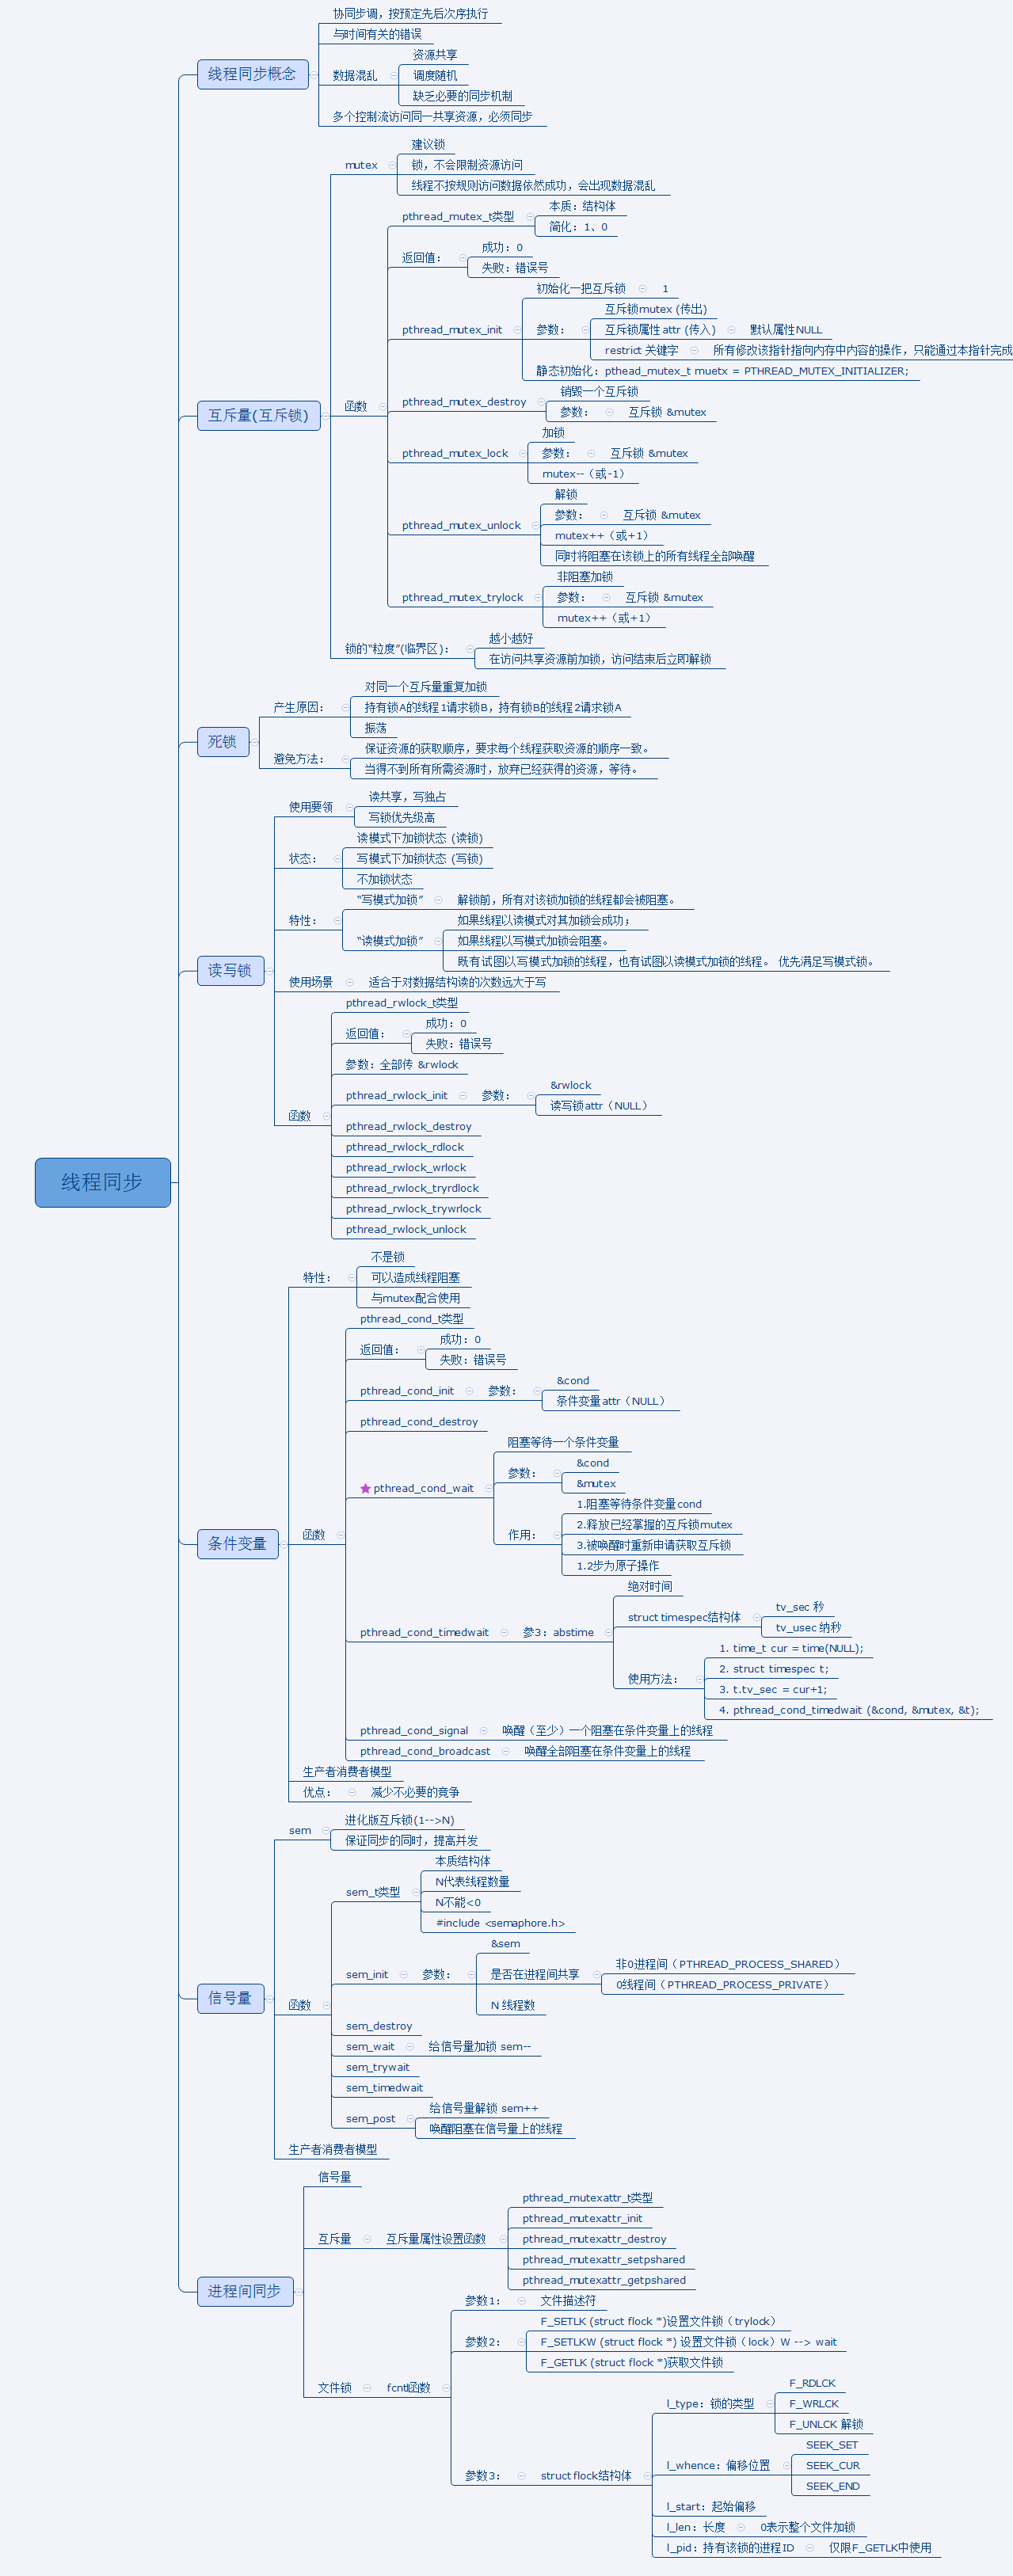 线程同步
线程同步概念
协同步调，按预定先后次序执行
与时间有关的错误
数据混乱
资源共享
调度随机
缺乏必要的同步机制
多个控制流访问同一共享资源，必须同步
互斥量(互斥锁)
mutex
建议锁
锁，不会限制资源访问
线程不按规则访问数据依然成功，会出现数据混乱
函数
pthread_mutex_t类型
本质：结构体
简化：1、0
返回值：
成功：0
失败：错误号
pthread_mutex_init
初始化一把互斥锁
1
参数：
互斥锁mutex (传出)
互斥锁属性 attr (传入)
默认属性NULL
restrict 关键字
所有修改该指针指向内存中内容的操作，只能通过本指针完成
静态初始化：pthead_mutex_t muetx = PTHREAD_MUTEX_INITIALIZER;
pthread_mutex_destroy
销毁一个互斥锁
参数：
互斥锁 &mutex
pthread_mutex_lock
加锁
参数：
互斥锁 &mutex
mutex--（或-1）
pthread_mutex_unlock
解锁
参数：
互斥锁 &mutex
mutex++（或+1）
同时将阻塞在该锁上的所有线程全部唤醒
pthread_mutex_trylock
非阻塞加锁
参数：
互斥锁 &mutex
mutex++（或+1）
锁的“粒度”(临界区)：
越小越好
在访问共享资源前加锁，访问结束后立即解锁
死锁
产生原因：
对同一个互斥量重复加锁
持有锁A的线程1请求锁B，持有锁B的线程2请求锁A
振荡
避免方法：
保证资源的获取顺序，要求每个线程获取资源的顺序一致。
当得不到所有所需资源时，放弃已经获得的资源，等待。
读写锁
使用要领
读共享，写独占
写锁优先级高
状态：
读模式下加锁状态 (读锁)
写模式下加锁状态 (写锁)
不加锁状态
特性：
“写模式加锁”
解锁前，所有对该锁加锁的线程都会被阻塞。
“读模式加锁”
如果线程以读模式对其加锁会成功；
如果线程以写模式加锁会阻塞。
既有试图以写模式加锁的线程，也有试图以读模式加锁的线程。 优先满足写模式锁。
使用场景
适合于对数据结构读的次数远大于写
函数
pthread_rwlock_t类型
返回值：
成功：0
失败：错误号
参数：全部传 &rwlock
pthread_rwlock_init
参数：
&rwlock
读写锁attr（NULL）
pthread_rwlock_destroy
pthread_rwlock_rdlock
pthread_rwlock_wrlock
pthread_rwlock_tryrdlock
pthread_rwlock_trywrlock
pthread_rwlock_unlock
条件变量
特性：
不是锁
可以造成线程阻塞
与mutex配合使用
函数
pthread_cond_t类型
返回值：
成功：0
失败：错误号
pthread_cond_init
参数：
&cond
条件变量attr（NULL）
pthread_cond_destroy
pthread_cond_wait
阻塞等待一个条件变量
参数：
&cond
&mutex
作用：
1.阻塞等待条件变量cond
2.释放已经掌握的互斥锁mutex
3.被唤醒时重新申请获取互斥锁
1.2步为原子操作
pthread_cond_timedwait
参3：abstime
绝对时间
struct timespec结构体
tv_sec 秒
tv_usec 纳秒
使用方法：
1. time_t cur = time(NULL);
2. struct timespec t;
3. t.tv_sec = cur+1;
4. pthread_cond_timedwait (&cond, &mutex, &t);
pthread_cond_signal
唤醒（至少）一个阻塞在条件变量上的线程
pthread_cond_broadcast
唤醒全部阻塞在条件变量上的线程
生产者消费者模型
优点：
减少不必要的竞争
信号量
sem
进化版互斥锁(1-->N)
保证同步的同时，提高并发
函数
sem_t类型
本质结构体
N代表线程数量
N不能<0
#include <semaphore.h>
sem_init
参数：
&sem
是否在进程间共享
非0进程间（PTHREAD_PROCESS_SHARED）
0线程间（PTHREAD_PROCESS_PRIVATE）
N 线程数
sem_destroy
sem_wait
给信号量加锁 sem--
sem_trywait
sem_timedwait
sem_post
给信号量解锁 sem++
唤醒阻塞在信号量上的线程
生产者消费者模型
进程间同步
信号量
互斥量
互斥量属性设置函数
pthread_mutexattr_t类型
pthread_mutexattr_init
pthread_mutexattr_destroy
pthread_mutexattr_setpshared
pthread_mutexattr_getpshared
文件锁
fcntl函数
参数1：
文件描述符
参数2：
F_SETLK (struct flock *)设置文件锁（trylock）
F_SETLKW (struct flock *) 设置文件锁（lock）W --> wait
F_GETLK (struct flock *)获取文件锁
参数3：
struct flock结构体
l_type：锁的类型
F_RDLCK
F_WRLCK
F_UNLCK 解锁
l_whence：偏移位置
SEEK_SET
SEEK_CUR
SEEK_END
l_start：起始偏移
l_len：长度
0表示整个文件加锁
l_pid：持有该锁的进程ID
仅限F_GETLK中使用